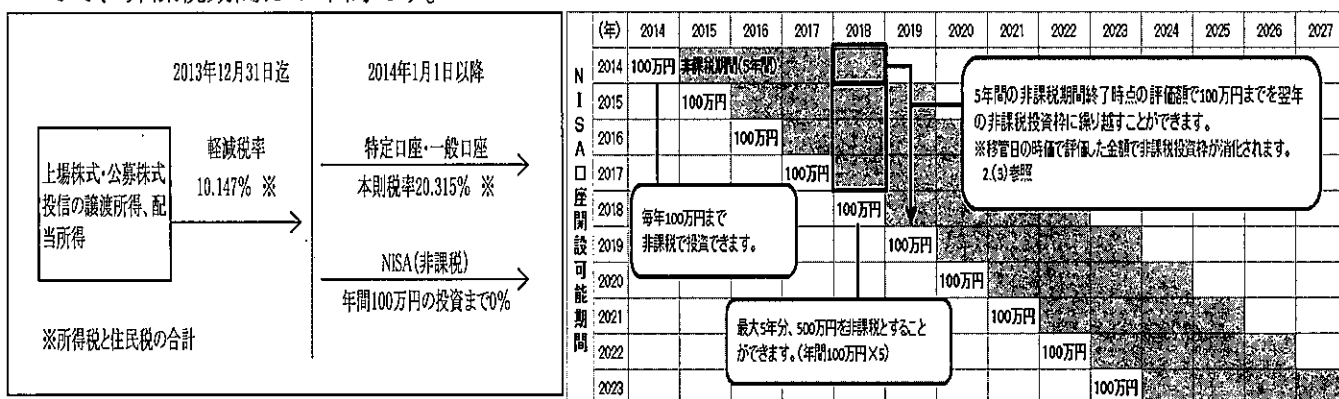 2013年12月31日迄
2014年1月1日以降
上場株式・公募株式
投信の譲渡所得、配
当所得
軽減税率
10.147% ※
特定口座・一般口座
本則税率20.315% ※
NISA(非課税)
年間100万円の投資まで0%
※所得税と住民税の合計
NISA口座開設可能期間
(年) 2014 2015 2016 2017 2018 2019 2020 2021 2022 2023 2024 2025 2026 2027
2014 100万円 非課税期間(5年間)
2015 100万円
2016 100万円
2017 100万円
2018 100万円
2019 100万円
2020 100万円
2021 100万円
2022 100万円
2023 100万円
5年間の非課税期間終了時点の評価額で100万円までを翌年
の非課税投資枠に繰り越すことができます。
※移管日の時価で評価した金額で非課税投資枠が消化されます。
2.(3)参照
毎年100万円まで
非課税で投資できます。
最大5年分、500万円を非課税とすること
ができます。(年間100万円×5)